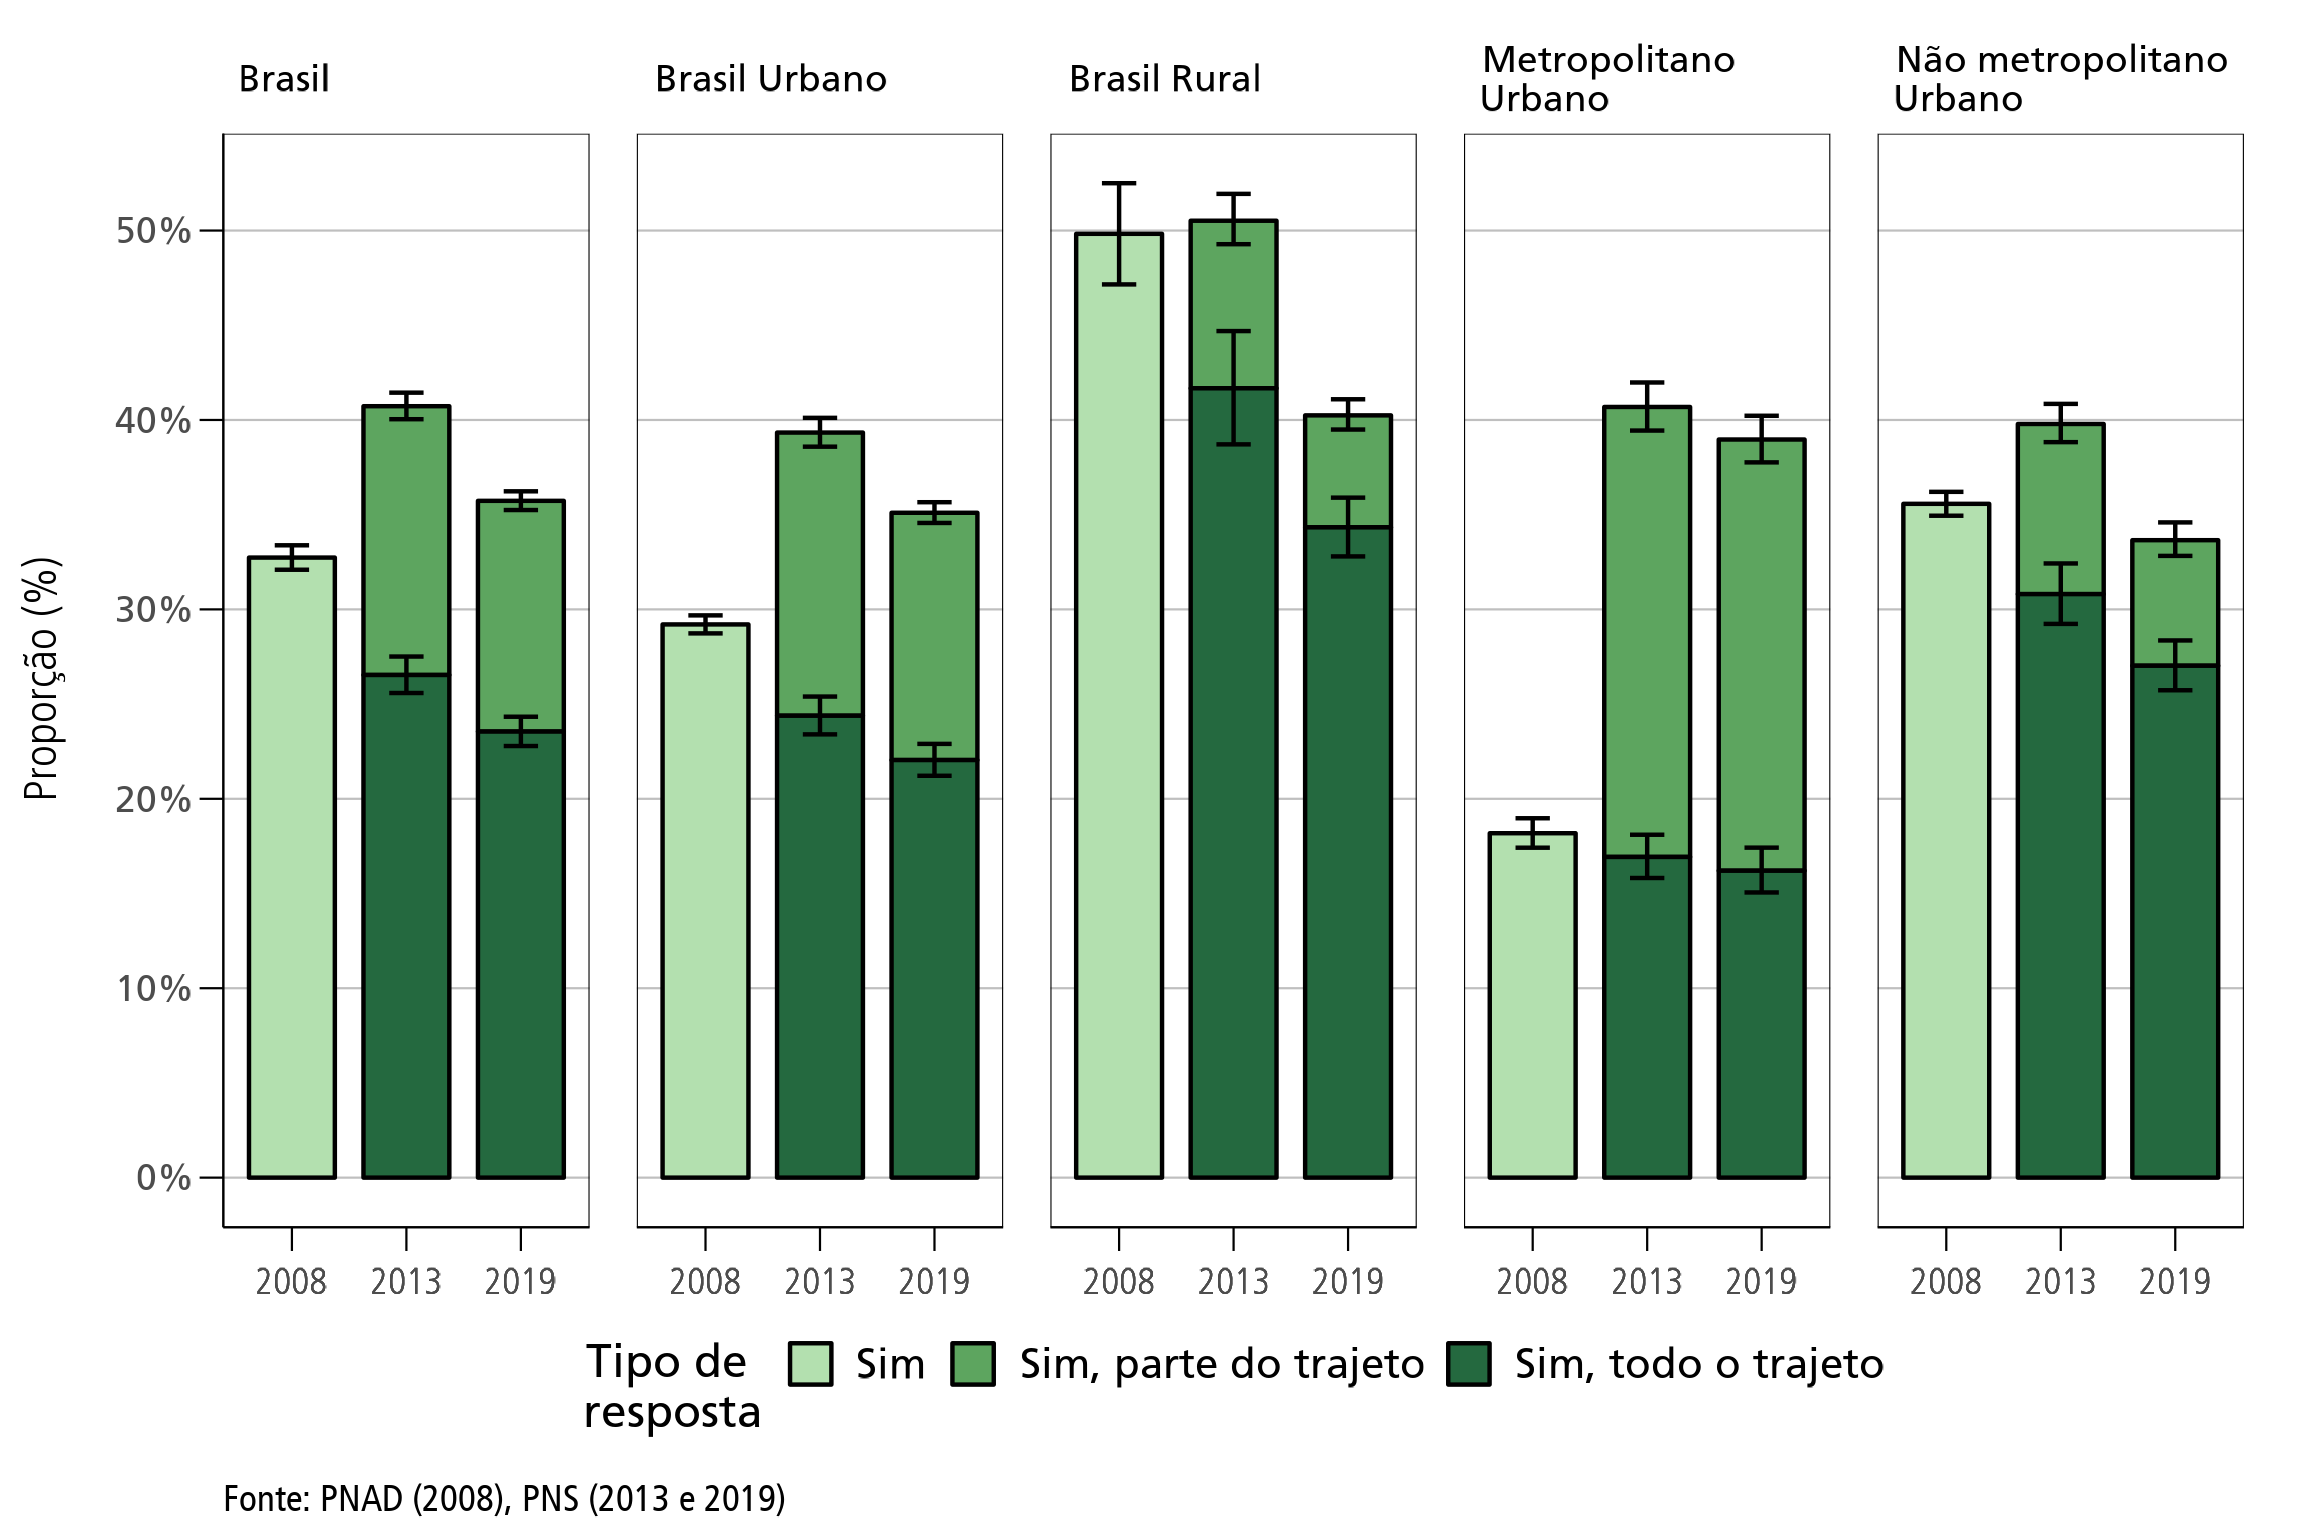 Brasil
Brasil Urbano
Brasil Rural
Metropolitano
Urbano
Não metropolitano
Urbano
Proporção (%)
50%
40%
30%
20%
10%
0%
2008 2013 2019
2008 2013 2019
2008 2013 2019
2008 2013 2019
2008 2013 2019
Tipo de
resposta
Sim
Sim, parte do trajeto
Sim, todo o trajeto
Fonte: PNAD (2008), PNS (2013 e 2019)